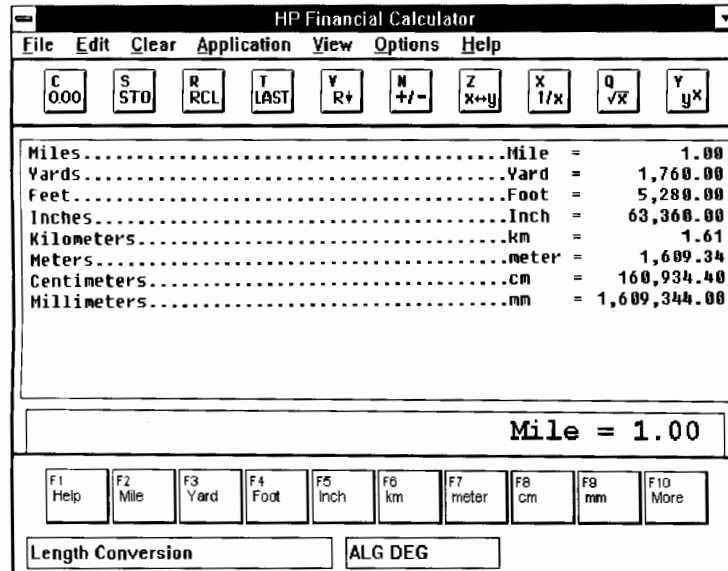 HP Financial Calculator
File Edit Clear Application View Options Help
C 0.00 S STO R RCL T LAST V R↓ N +/- Z x↔y X 1/x Q √x Y y^x
Miles..................................................Mile = 1.00
Yards..................................................Yard = 1,760.00
Feet...................................................Foot = 5,280.00
Inches.................................................Inch = 63,360.00
Kilometers.............................................km = 1.61
Meters.................................................meter = 1,609.34
Centimeters............................................cm = 160,934.40
Millimeters............................................mm = 1,609,344.00
Mile = 1.00
F1 Help F2 Mile F3 Yard F4 Foot F5 Inch F6 km F7 meter F8 cm F9 mm F10 More
Length Conversion ALG DEG